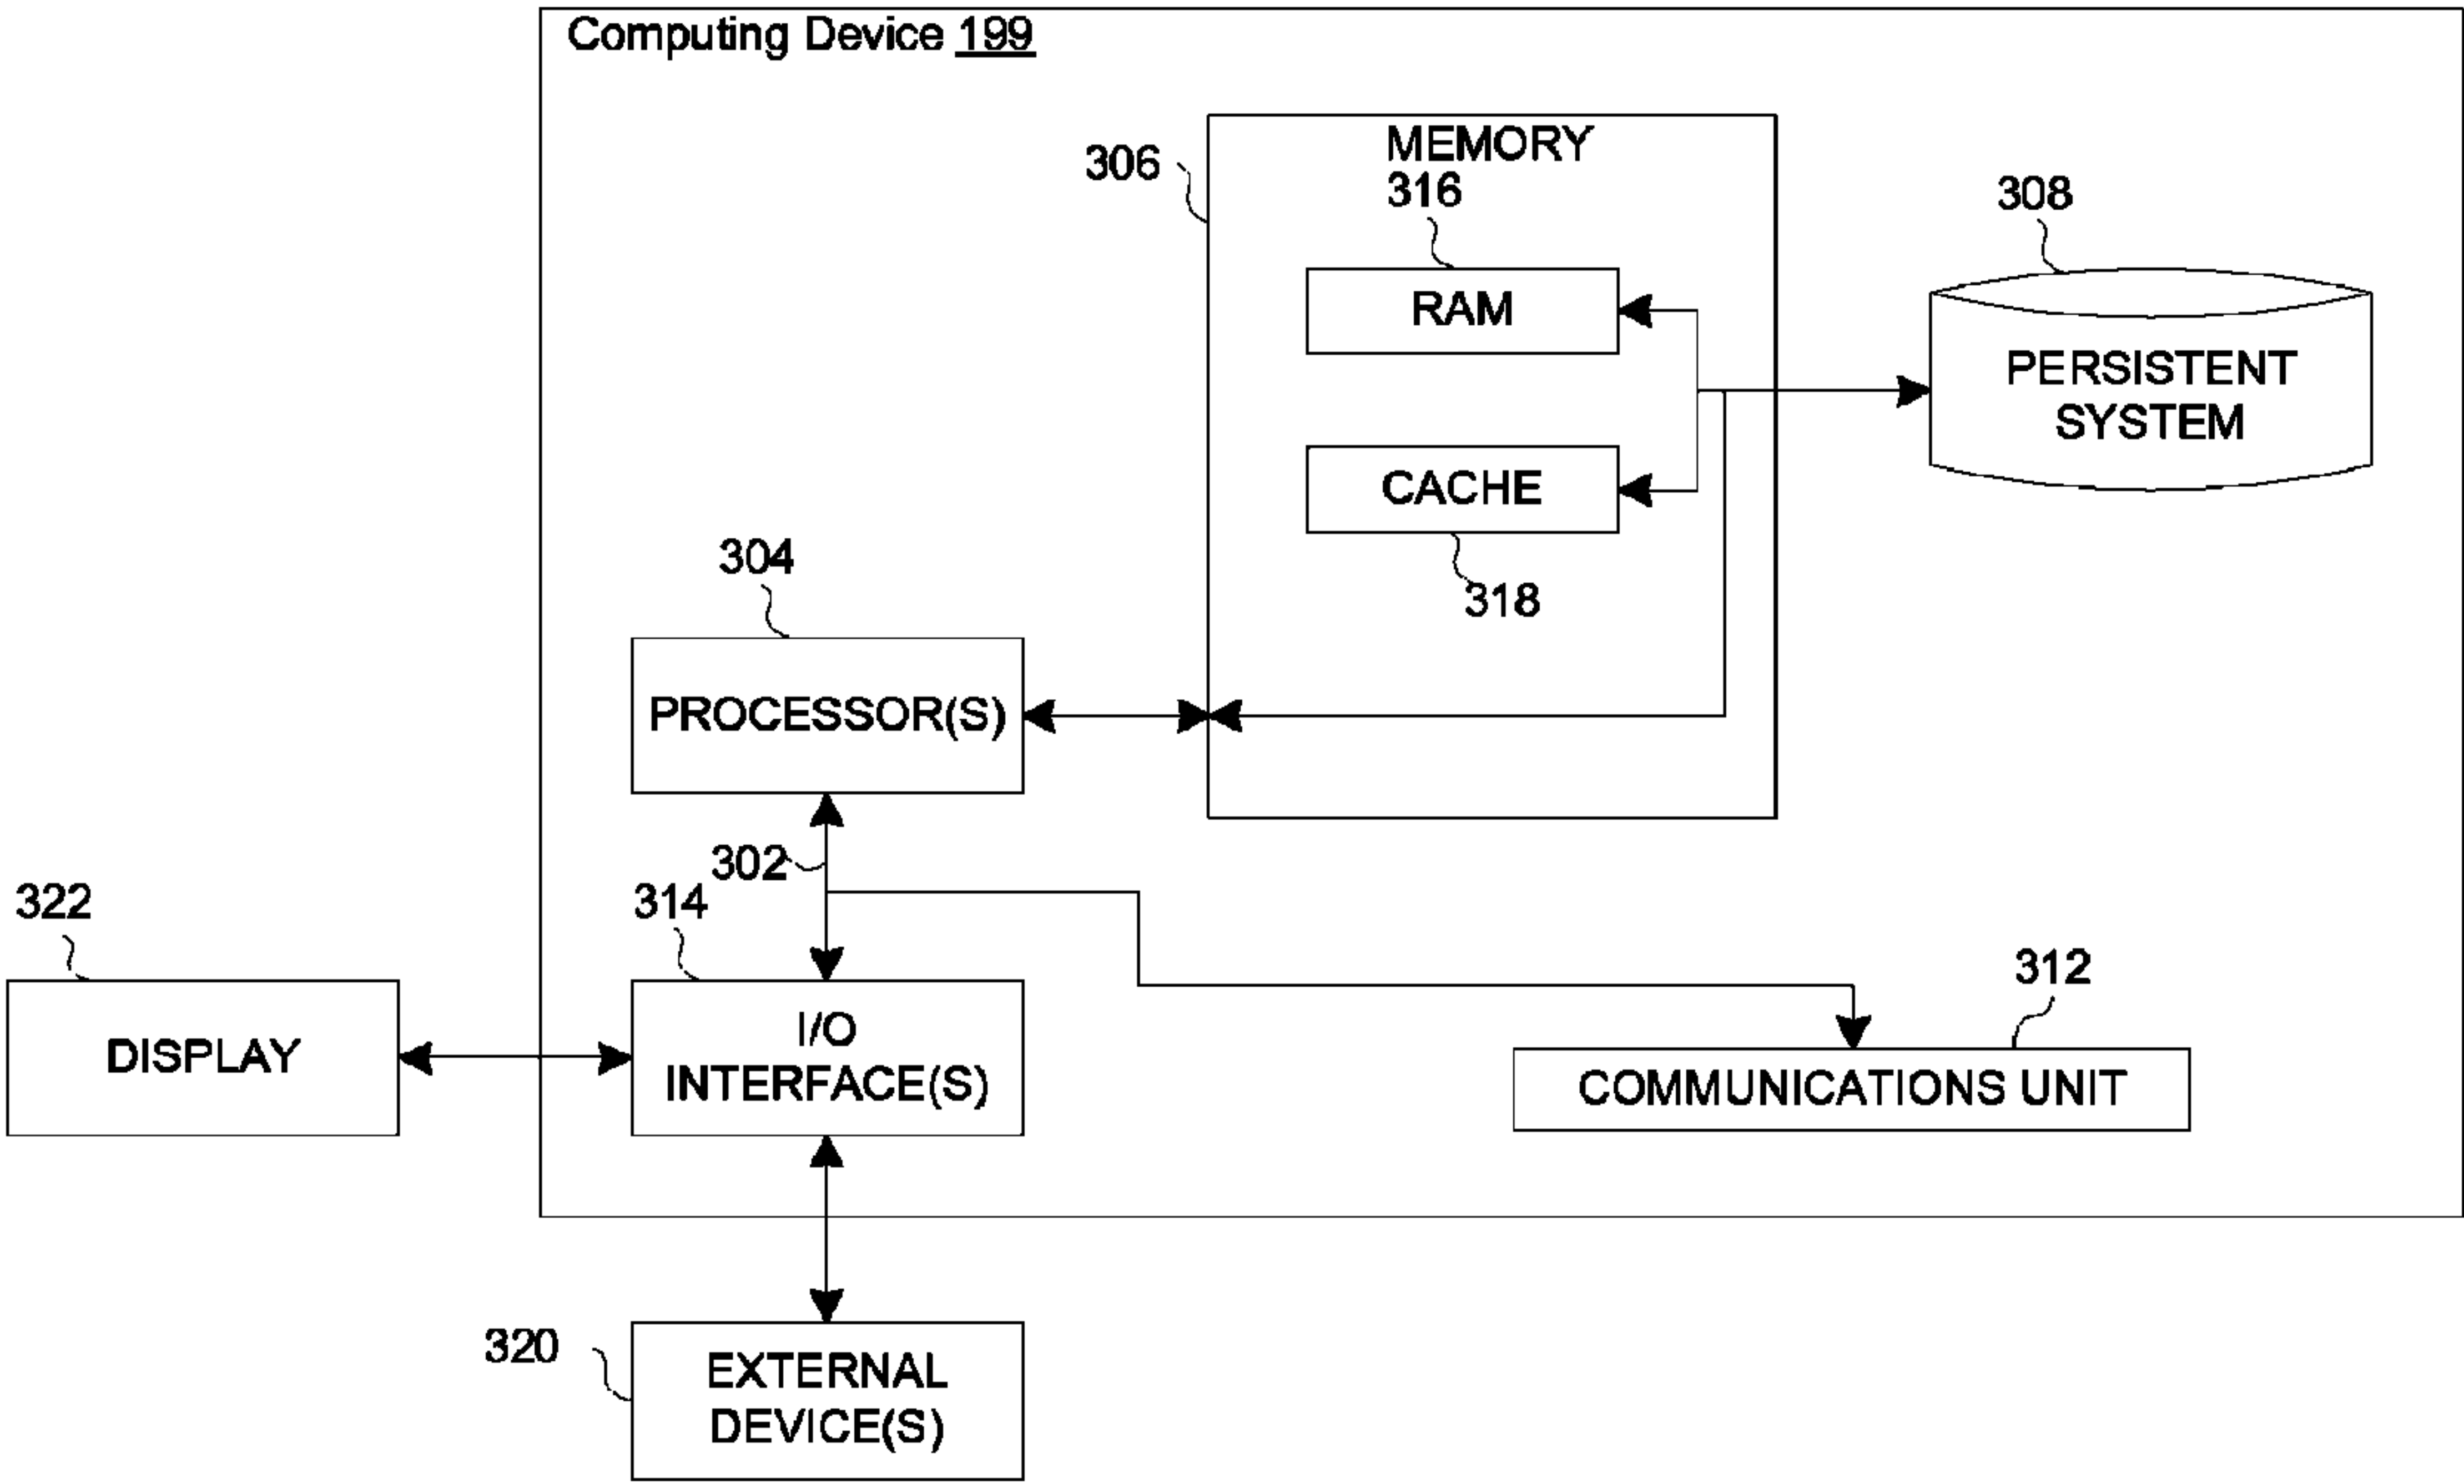 Computing Device 199
306
MEMORY
316
308
RAM
PERSISTENT
SYSTEM
CACHE
304
318
PROCESSOR(S)
302
322
314
312
DISPLAY
I/O
INTERFACE(S)
COMMUNICATIONS UNIT
320
EXTERNAL
DEVICE(S)